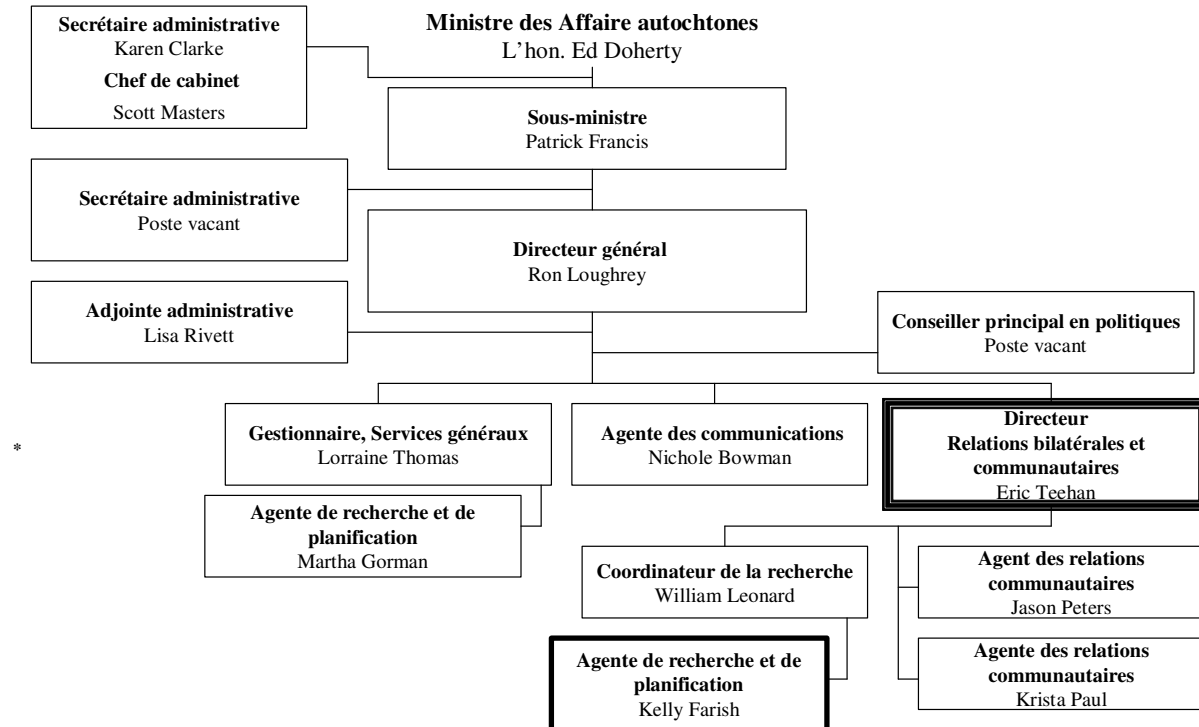 Secrétaire administrative
Karen Clarke
Chef de cabinet
Scott Masters
Ministre des Affaire autochtones
L'hon. Ed Doherty
Sous-ministre
Patrick Francis
Secrétaire administrative
Poste vacant
Directeur général
Ron Loughrey
Adjointe administrative
Lisa Rivett
Conseiller principal en politiques
Poste vacant
Gestionnaire, Services généraux
Lorraine Thomas
Agente des communications
Nichole Bowman
Directeur
Relations bilatérales et
communautaires
Eric Teehan
*
Agente de recherche et de
planification
Martha Gorman
Coordinateur de la recherche
William Leonard
Agent des relations
communautaires
Jason Peters
Agente de recherche et de
planification
Kelly Farish
Agente des relations
communautaires
Krista Paul